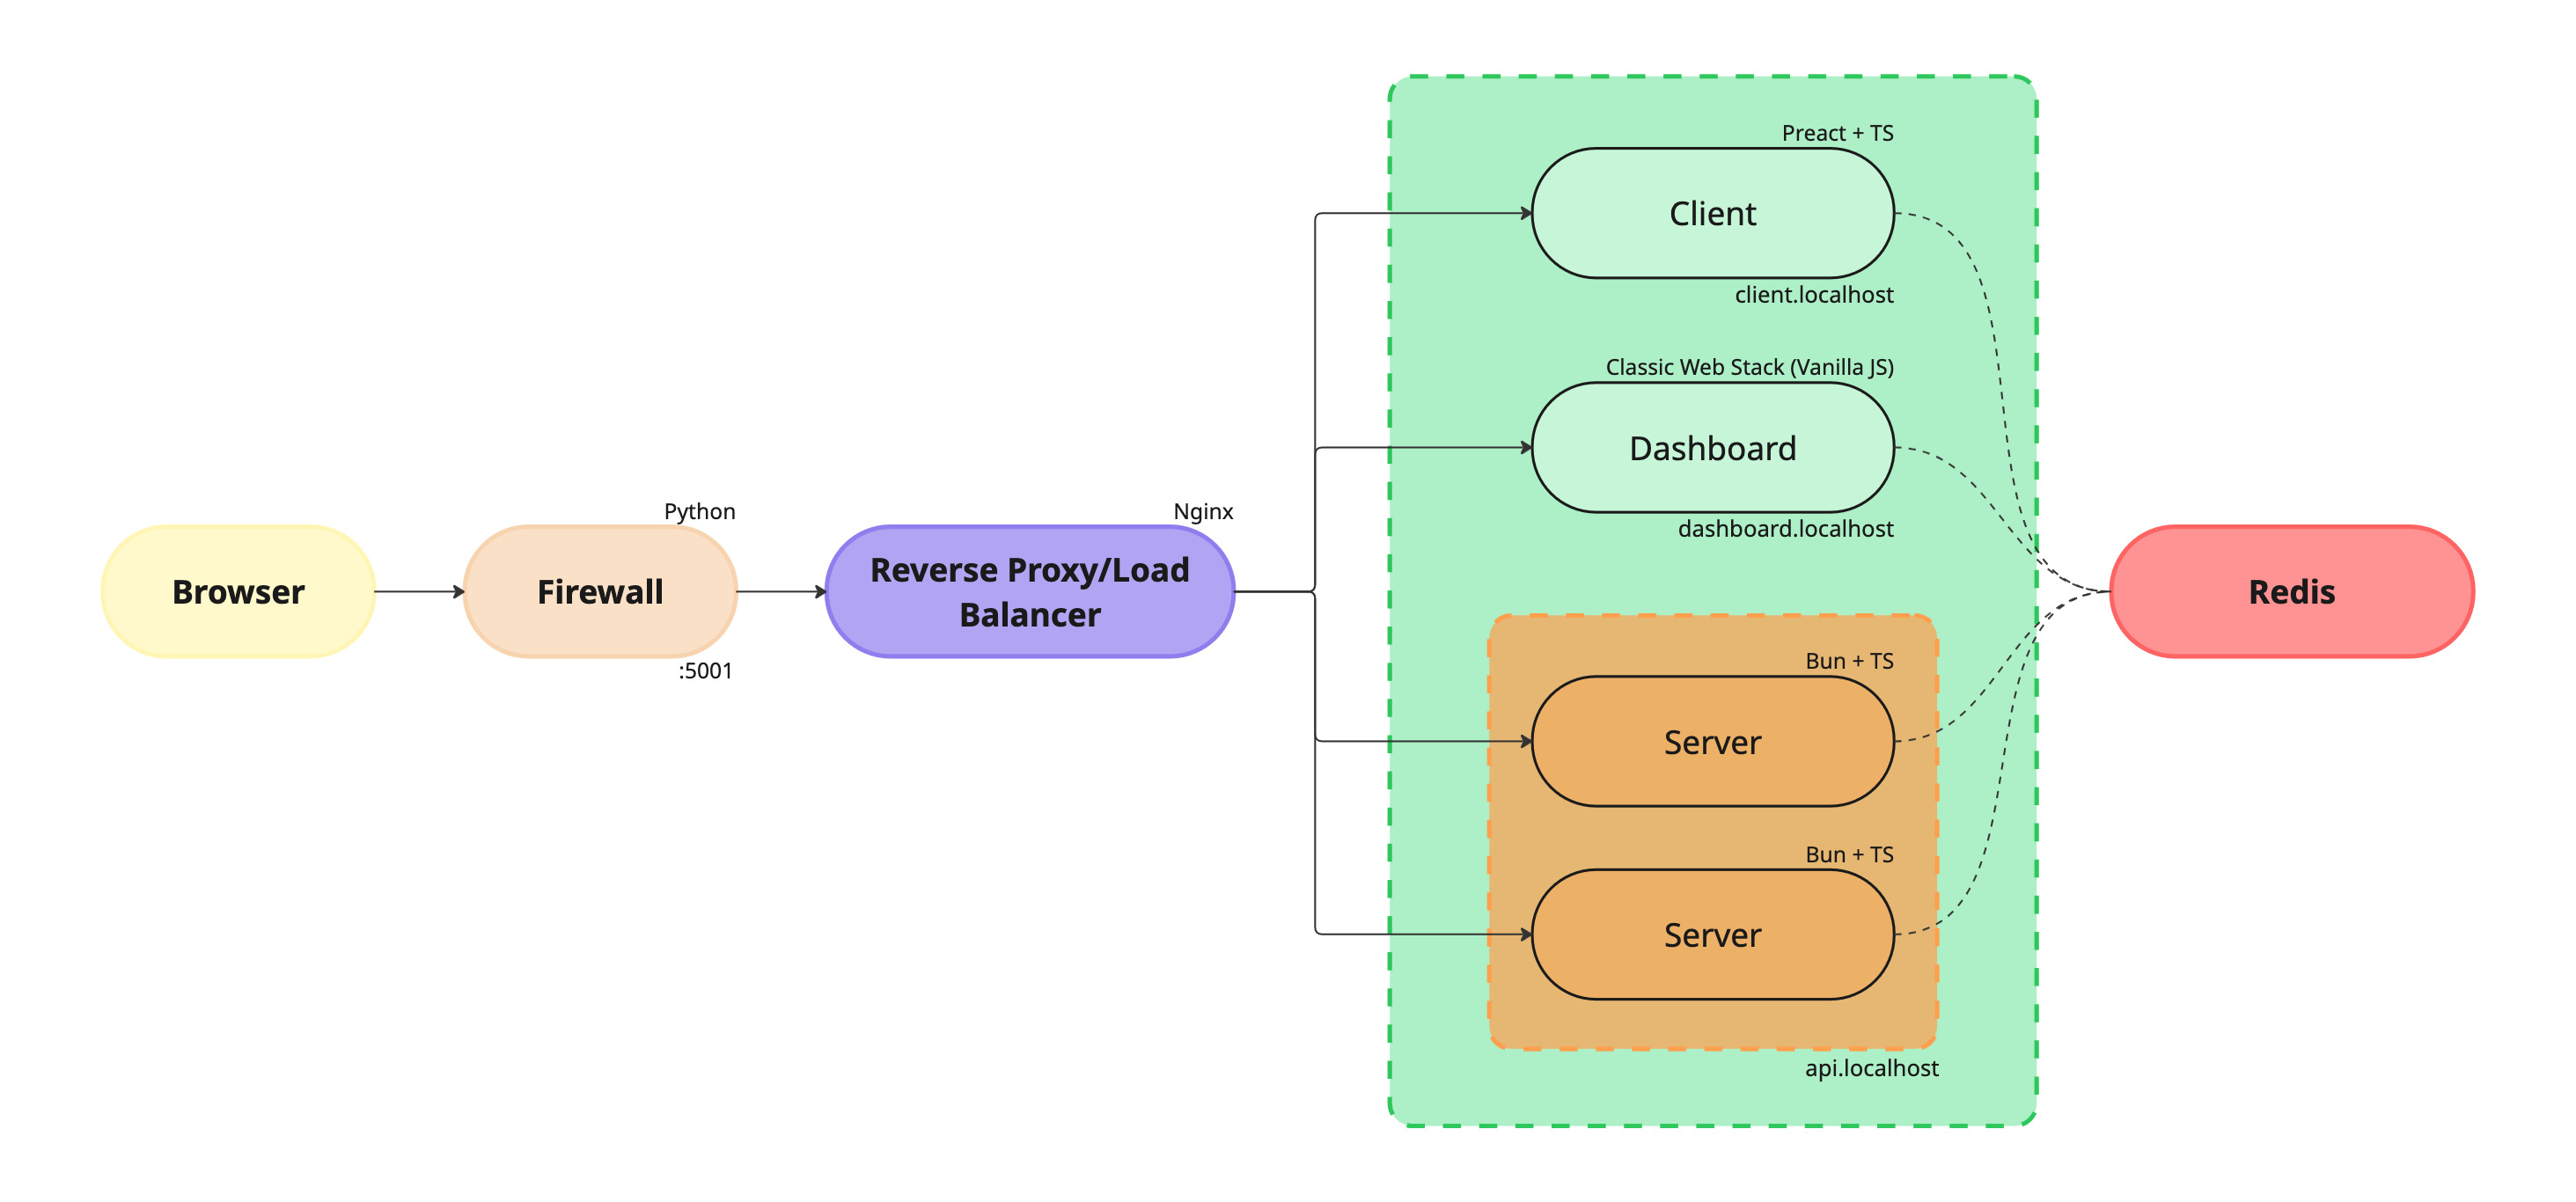 Browser
Python
Firewall
:5001
Nginx
Reverse Proxy/Load
Balancer
Preact + TS
Client
client.localhost
Classic Web Stack (Vanilla JS)
Dashboard
dashboard.localhost
Bun + TS
Server
Bun + TS
Server
api.localhost
Redis